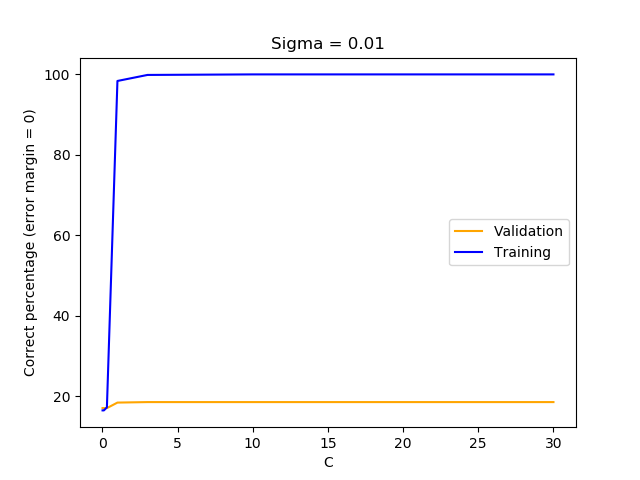 Sigma = 0.01
Correct percentage (error margin = 0)
100
80
60
40
20
Validation
Training
0 5 10 15 20 25 30
C